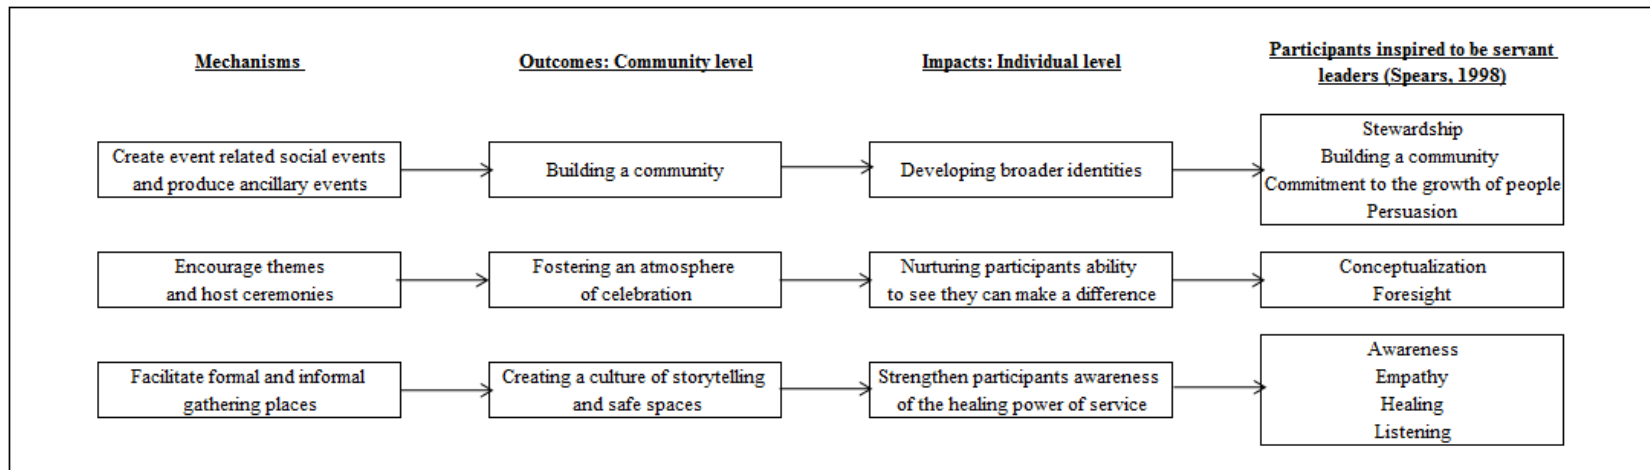 Mechanisms
Outcomes: Community level
Impacts: Individual level
Participants inspired to be servant
leaders (Spears, 1998)
Create event related social events
and produce ancillary events
Building a community
Developing broader identities
Stewardship
Building a community
Commitment to the growth of people
Persuasion
Encourage themes
and host ceremonies
Fostering an atmosphere
of celebration
Nurturing participants ability
to see they can make a difference
Conceptualization
Foresight
Facilitate formal and informal
gathering places
Creating a culture of storytelling
and safe spaces
Strengthen participants awareness
of the healing power of service
Awareness
Empathy
Healing
Listening